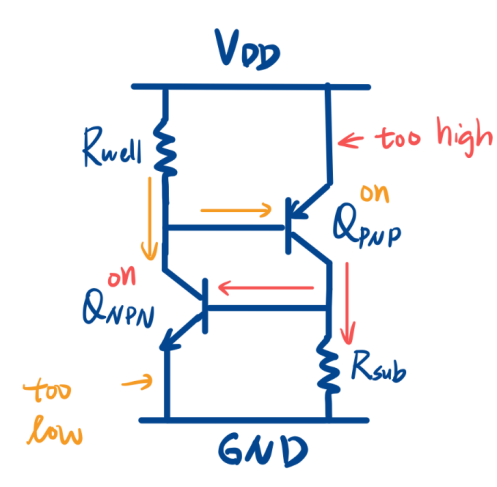 VDD
← too high
Rwell
on
QPNP
on
QNPN
too
low
Rsub
GND